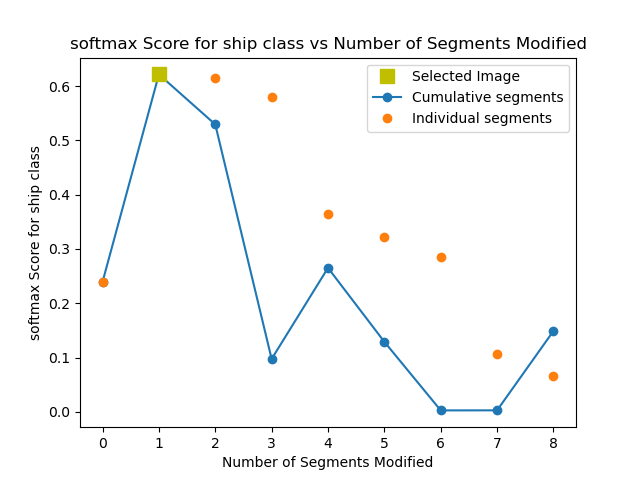 softmax Score for ship class vs Number of Segments Modified
Selected Image
Cumulative segments
Individual segments
softmax Score for ship class
0.6
0.5
0.4
0.3
0.2
0.1
0.0
0 1 2 3 4 5 6 7 8
Number of Segments Modified